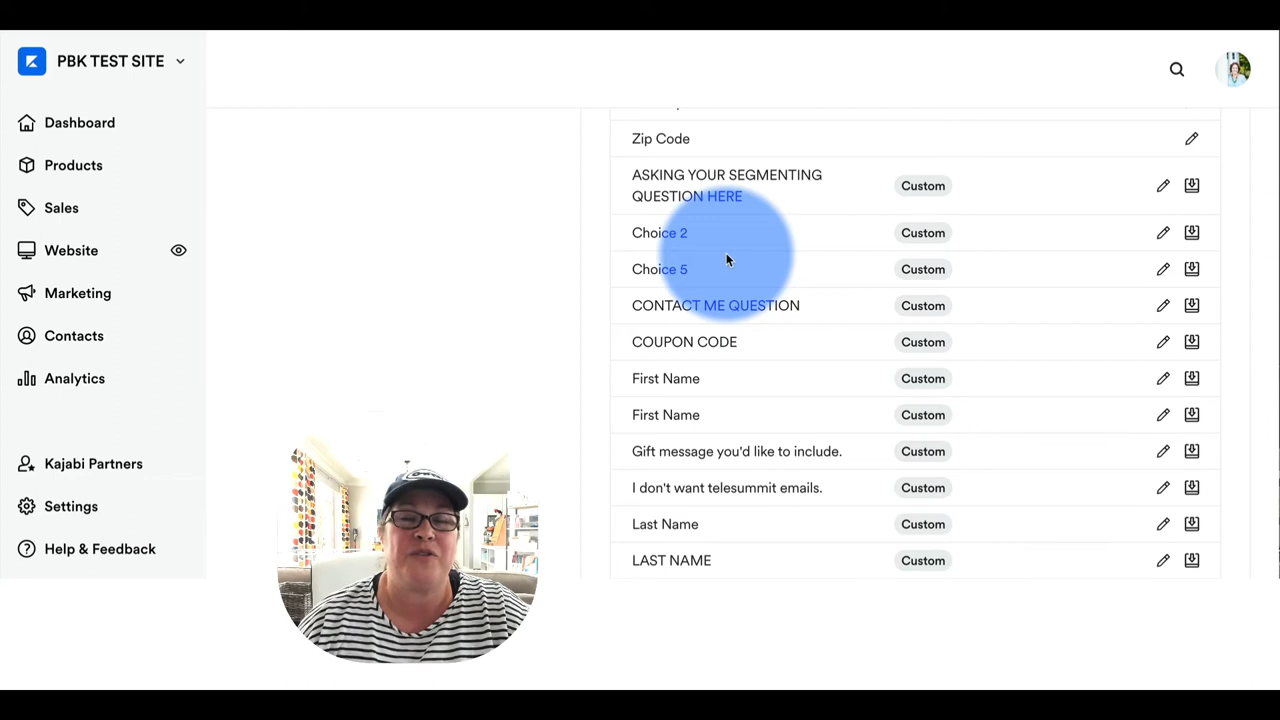 PBK TEST SITE
Dashboard
Products
Sales
Website
Marketing
Contacts
Analytics
Kajabi Partners
Settings
Help & Feedback
Zip Code
ASKING YOUR SEGMENTING
QUESTION HERE
Custom
Choice 2
Custom
Choice 5
Custom
CONTACT ME QUESTION
Custom
COUPON CODE
Custom
First Name
Custom
First Name
Custom
Gift message you'd like to include.
Custom
I don't want telesummit emails.
Custom
Last Name
Custom
LAST NAME
Custom